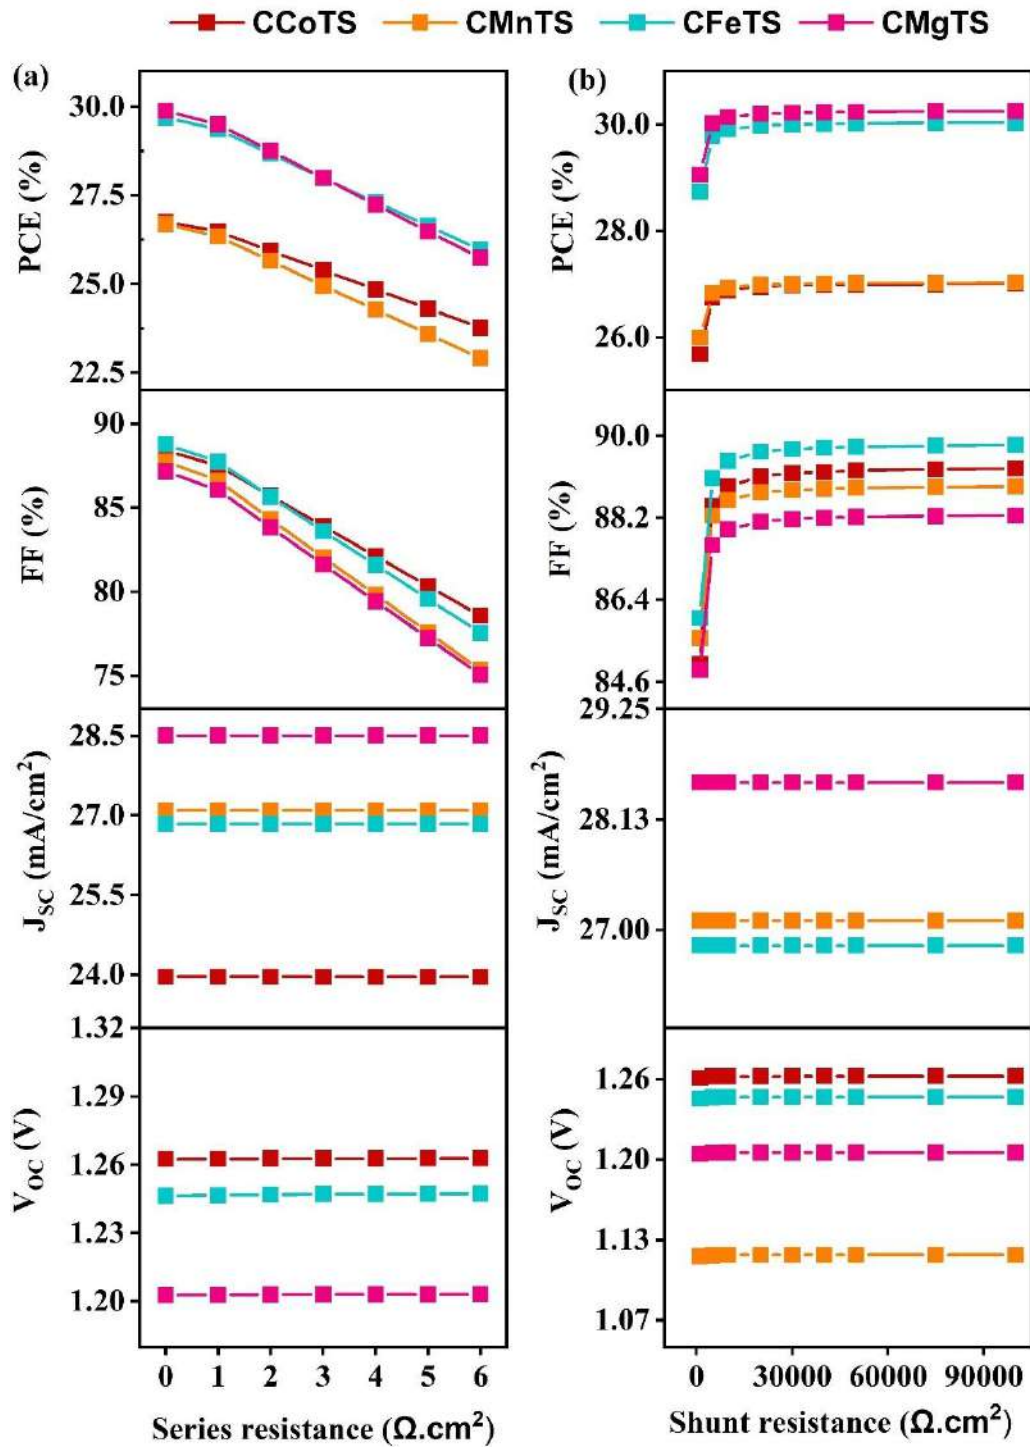 CCoTS CMnTS CFeTS CMgTS
(a)
PCE (%)
30.0
27.5
25.0
22.5
FF (%)
90
85
80
75
J_SC (mA/cm²)
28.5
27.0
25.5
24.0
V_OC (V)
1.32
1.29
1.26
1.23
1.20
0 1 2 3 4 5 6
Series resistance (Ω.cm²)
(b)
PCE (%)
30.0
28.0
26.0
FF (%)
90.0
88.2
86.4
84.6
J_SC (mA/cm²)
29.25
28.13
27.00
V_OC (V)
1.26
1.20
1.13
1.07
0 30000 60000 90000
Shunt resistance (Ω.cm²)